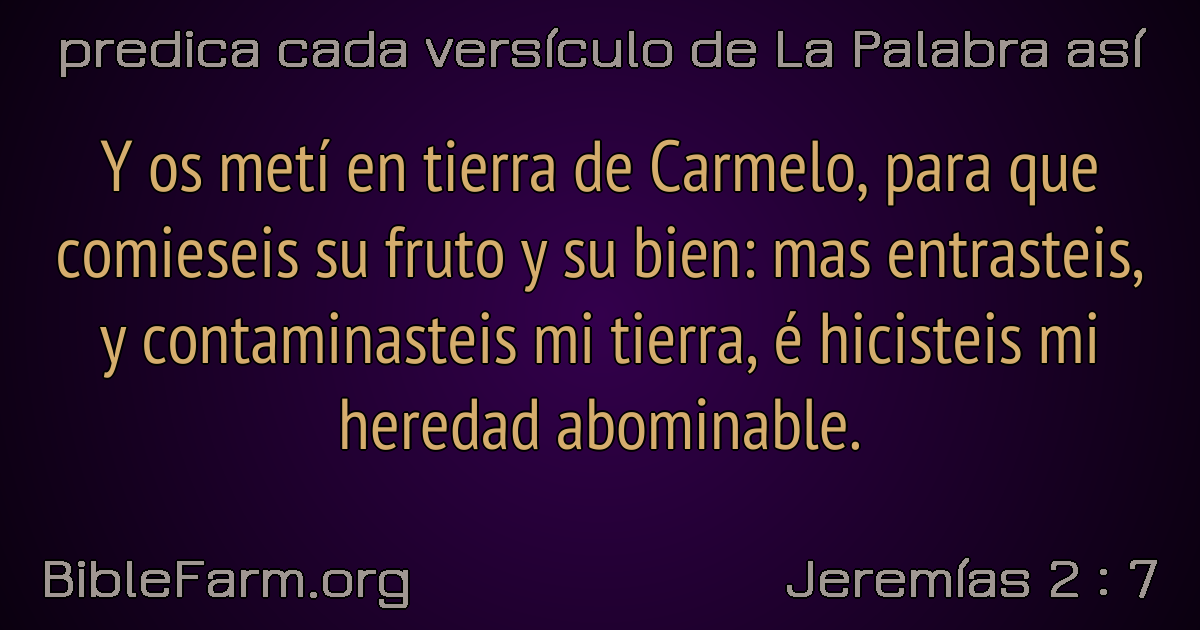 predica cada versículo de La Palabra así
Y os metí en tierra de Carmelo, para que
comieseis su fruto y su bien: mas entrasteis,
y contaminasteis mi tierra, é hicisteis mi
heredad abominable.
BibleFarm.org
Jeremías 2 : 7